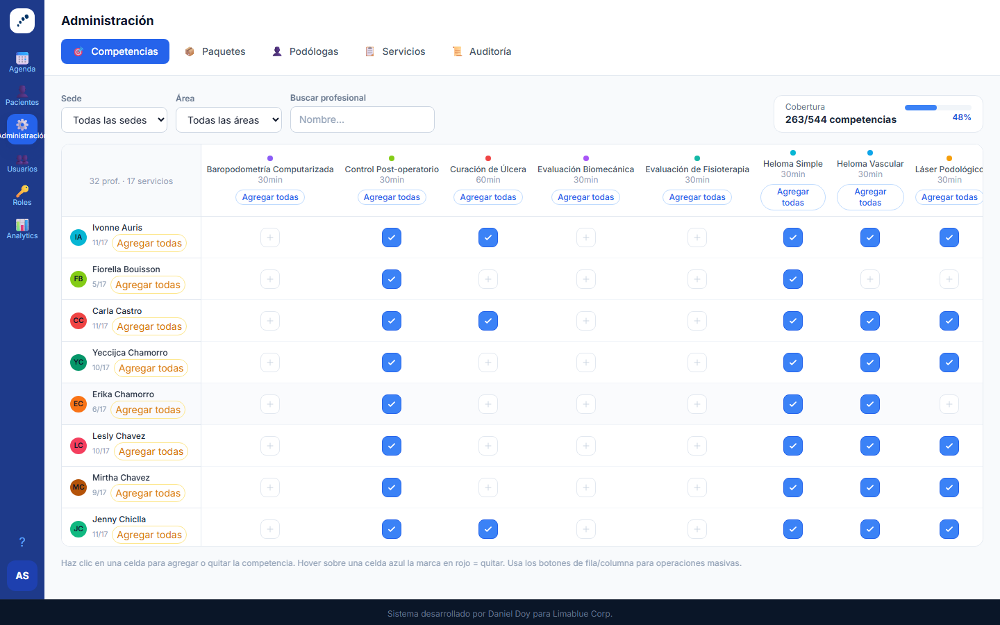 Administración
Competencias
Paquetes
Podólogas
Servicios
Auditoría
Agenda
Pacientes
Administración
Usuarios
Roles
Analytics
?
AS
Sede
Todas las sedes
Área
Todas las áreas
Buscar profesional
Nombre...
Cobertura
263/544 competencias
48%
32 prof. · 17 servicios
Baropodometría Computarizada
30min
Agregar todas
Control Post-operatorio
30min
Agregar todas
Curación de Úlcera
60min
Agregar todas
Evaluación Biomecánica
30min
Agregar todas
Evaluación de Fisioterapia
30min
Agregar todas
Heloma Simple
30min
Agregar
todas
Heloma Vascular
30min
Agregar
todas
Láser Podológico
30min
Agregar todas
IA
Ivonne Auris
11/17 Agregar todas
FB
Fiorella Bouisson
5/17 Agregar todas
CC
Carla Castro
11/17 Agregar todas
YC
Yeccijca Chamorro
10/17 Agregar todas
EC
Erika Chamorro
6/17 Agregar todas
LC
Lesly Chavez
10/17 Agregar todas
MC
Mirtha Chavez
9/17 Agregar todas
JC
Jenny Chiclla
11/17 Agregar todas
Haz clic en una celda para agregar o quitar la competencia. Hover sobre una celda azul la marca en rojo = quitar. Usa los botones de fila/columna para operaciones masivas.
Sistema desarrollado por Daniel Doy para Limablue Corp.